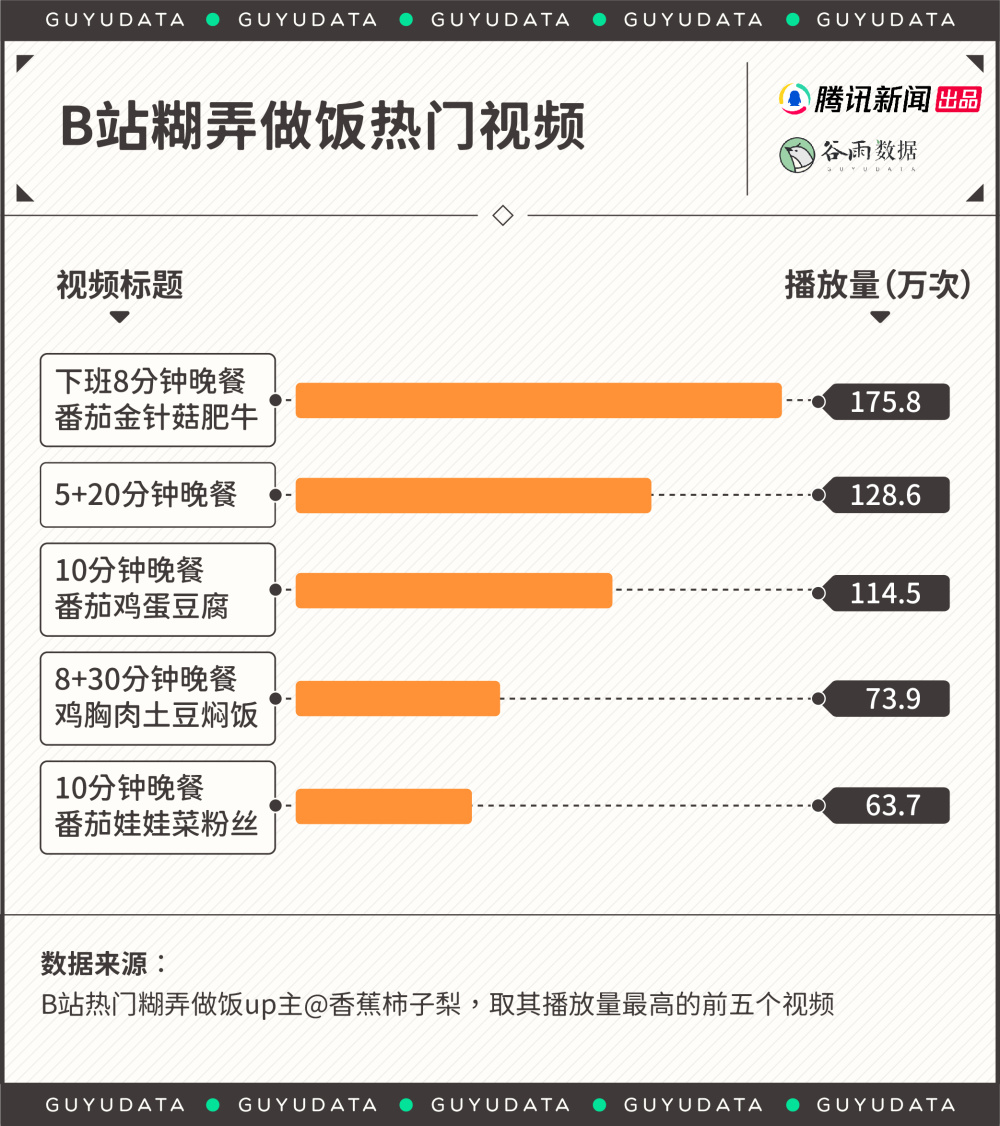 GUYUDATA ● GUYUDATA ● GUYUDATA ● GUYUDATA ● GUYUDATA
B站糊弄做饭热门视频
腾讯新闻 出品
谷雨数据
GUYUDATA
视频标题
播放量(万次)
下班8分钟晚餐
番茄金针菇肥牛
175.8
5+20分钟晚餐
128.6
10分钟晚餐
番茄鸡蛋豆腐
114.5
8+30分钟晚餐
鸡胸肉土豆焖饭
73.9
10分钟晚餐
番茄娃娃菜粉丝
63.7
数据来源：
B站热门糊弄做饭up主@香蕉柿子梨，取其播放量最高的前五个视频
GUYUDATA ● GUYUDATA ● GUYUDATA ● GUYUDATA ● GUYUDATA